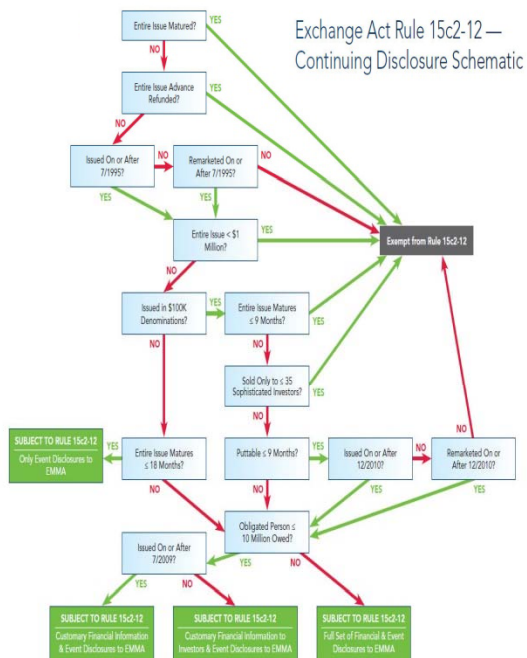 Exchange Act Rule 15c2-12 —
Continuing Disclosure Schematic
Entire Issue Matured?
YES
NO
Entire Issue Advance
Refunded?
YES
NO
Issued On or After
7/1995?
NO
Remarketed On or
After 7/1995?
NO
YES
YES
Entire Issue < $1
Million?
YES
Exempt from Rule 15c2-12
NO
Issued in $100K
Denominations?
YES
Entire Issue Matures
≤ 9 Months?
YES
NO
NO
Sold Only to ≤ 35
Sophisticated Investors?
YES
NO
NO
SUBJECT TO RULE 15c2-12
Only Event Disclosures to
EMMA
YES
Entire Issue Matures
≤ 18 Months?
Puttable ≤ 9 Months?
YES
Issued On or After
12/2010?
NO
Remarketed On or
After 12/2010?
NO
NO
YES
YES
Obligated Person ≤
10 Million Owed?
Issued On or After
7/2009?
YES
NO
YES
NO
SUBJECT TO RULE 15c2-12
Customary Financial Information
& Event Disclosures to EMMA
SUBJECT TO RULE 15c2-12
Customary Financial Information to
Investors & Event Disclosures to EMMA
SUBJECT TO RULE 15c2-12
Full Set of Financial & Event
Disclosures to EMMA